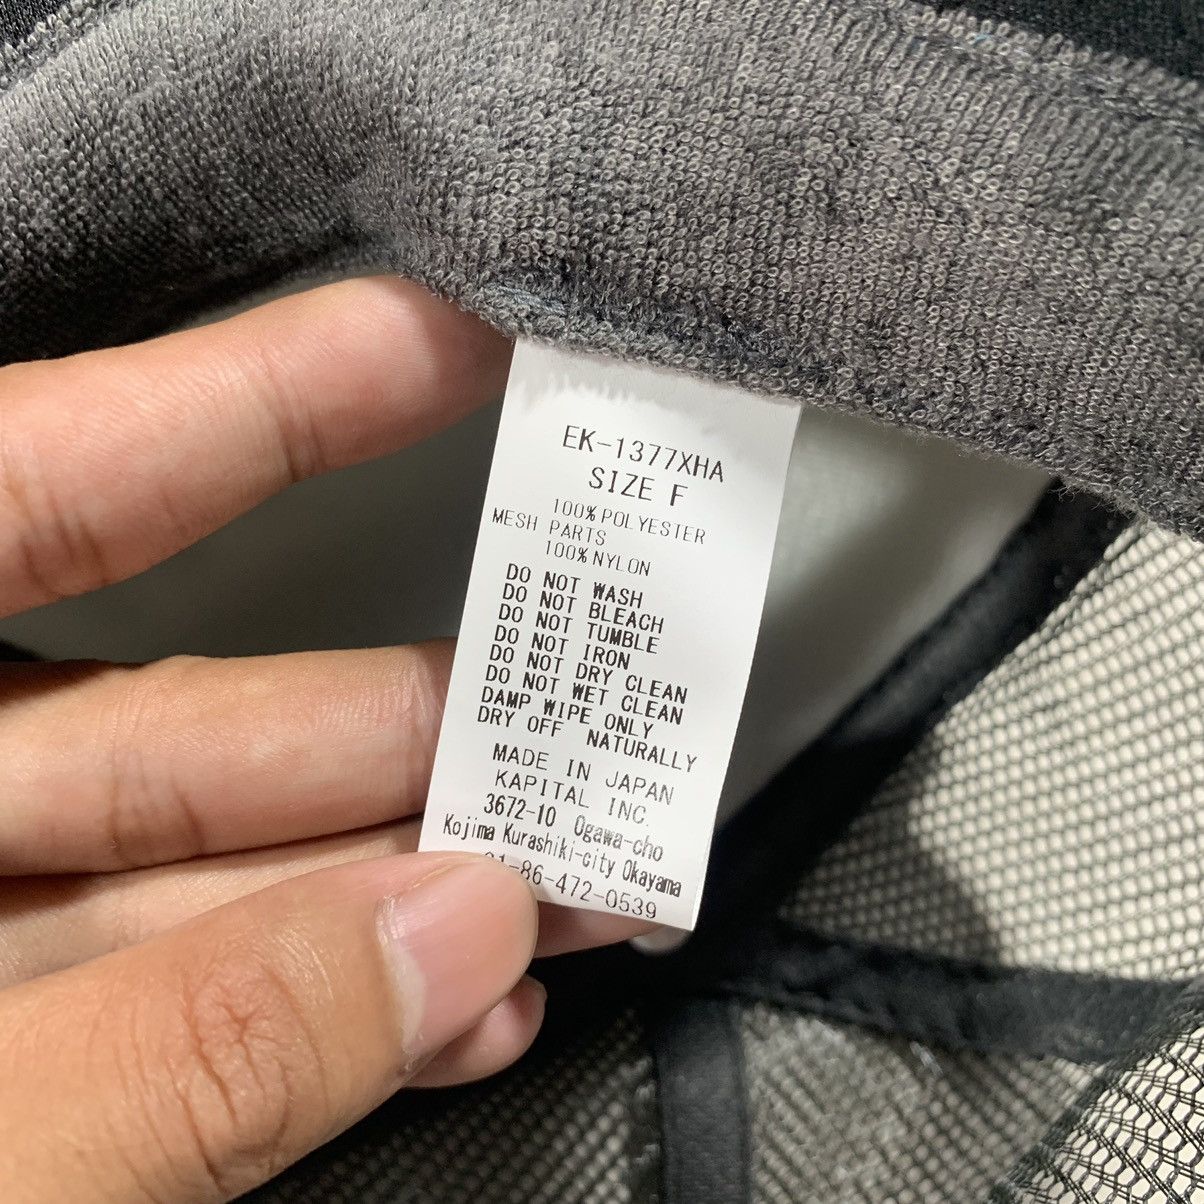 EK-1377XHA
SIZE F
100% POLYESTER
MESH PARTS
100% NYLON
DO NOT WASH
DO NOT BLEACH
DO NOT TUMBLE
DO NOT IRON
DO NOT DRY CLEAN
DO NOT WET CLEAN
DAMP WIPE ONLY
DRY OFF NATURALLY
MADE IN JAPAN
KAPITAL INC.
3672-10 Ogawa-cho
Kojima Kurashiki-city Okayama
-86-472-0539